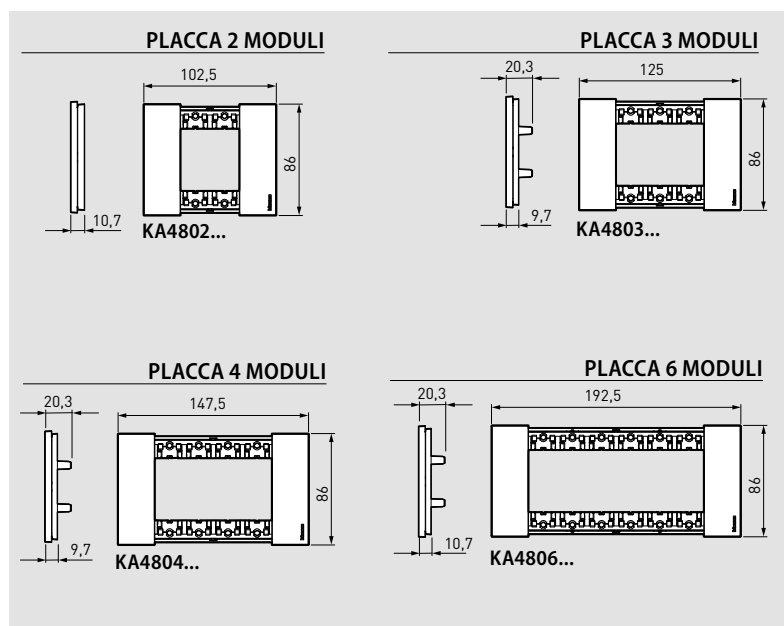 PLACCA 2 MODULI
102,5
86
10,7
KA4802...
PLACCA 3 MODULI
20,3
125
86
9,7
KA4803...
PLACCA 4 MODULI
20,3
147,5
86
9,7
KA4804...
PLACCA 6 MODULI
20,3
192,5
86
10,7
KA4806...